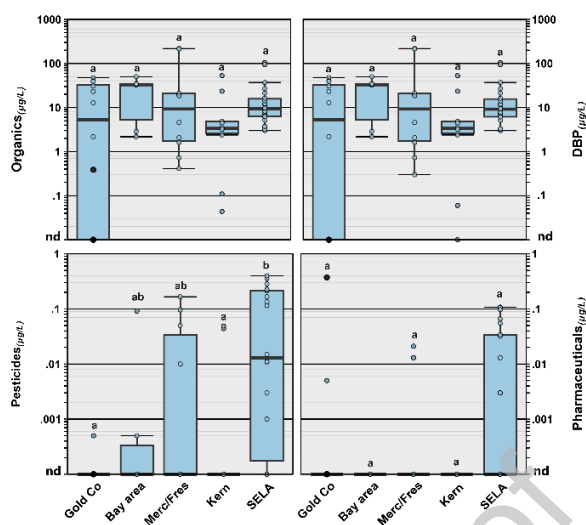 1000
100
10
1
.1
nd
Organics(µg/L)
a a a a a
a a a a a
1000
100
10
1
.1
nd
DBP(µg/L)
1
.1
.01
.001
nd
Pesticides(µg/L)
a ab ab a b
a a a a a
1
.1
.01
.001
nd
Pharmaceuticals(µg/L)
Gold Co
Bay area
Merc/Fres
Kern
SELA
Gold Co
Bay area
Merc/Fres
Kern
SELA